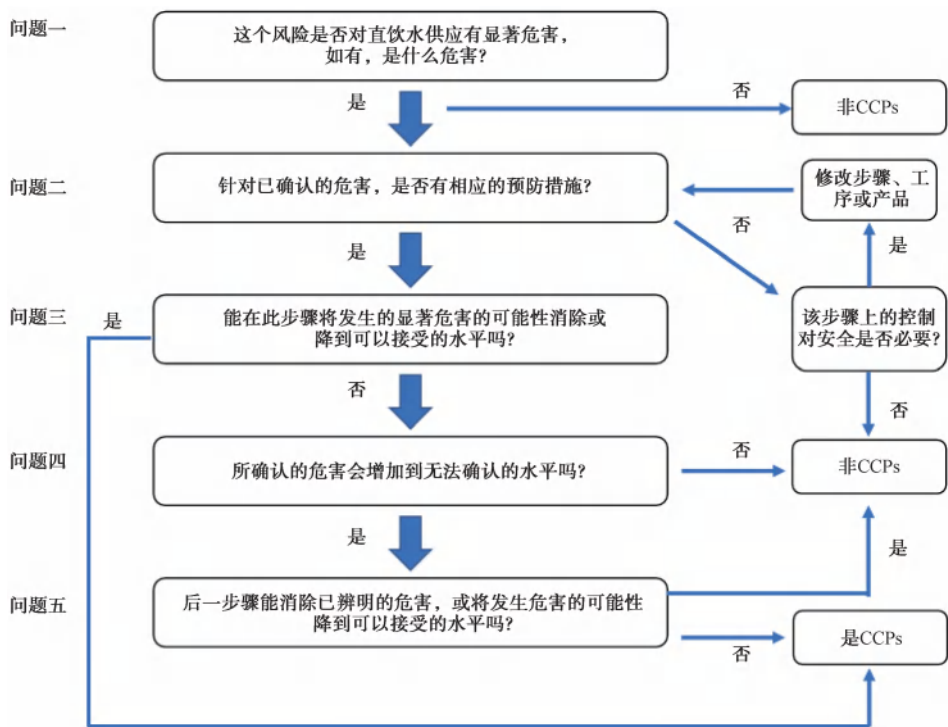 问题一
这个风险是否对直饮水供应有显著危害，
如有，是什么危害？
是
否
非CCPs
问题二
针对已确认的危害，是否有相应的预防措施？
修改步骤、工
序或产品
否
是
是
问题三
是
能在此步骤将发生的显著危害的可能性消除或
降到可以接受的水平吗？
该步骤上的控制
对安全是否必要？
否
否
问题四
所确认的危害会增加到无法确认的水平吗？
否
非CCPs
是
是
问题五
后一步骤能消除已辨明的危害，或将发生危害的可能性
降到可以接受的水平吗？
否
是CCPs